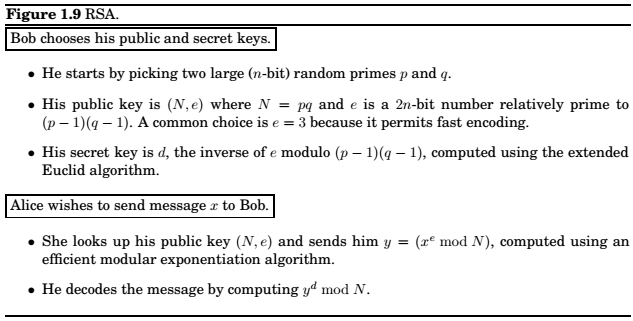 Figure 1.9 RSA.
Bob chooses his public and secret keys.
• He starts by picking two large (n-bit) random primes p and q.
• His public key is (N, e) where N = pq and e is a 2n-bit number relatively prime to
(p − 1)(q − 1). A common choice is e = 3 because it permits fast encoding.
• His secret key is d, the inverse of e modulo (p − 1)(q − 1), computed using the extended
Euclid algorithm.
Alice wishes to send message x to Bob.
• She looks up his public key (N, e) and sends him y = (xᵉ mod N), computed using an
efficient modular exponentiation algorithm.
• He decodes the message by computing yᵈ mod N.